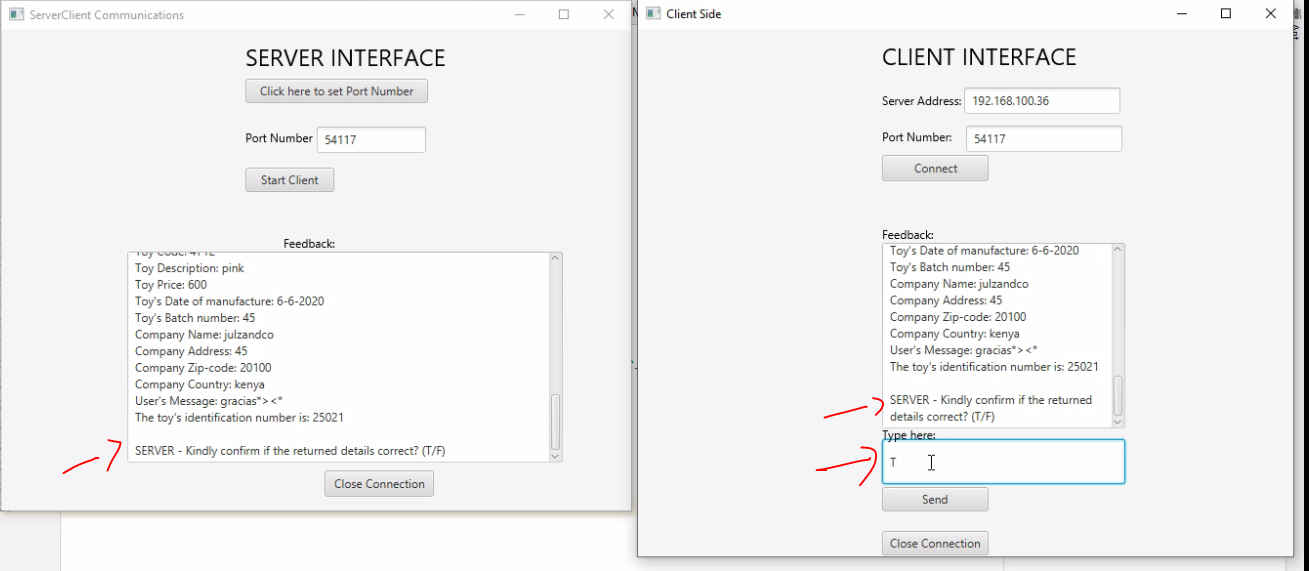 ServerClient Communications
SERVER INTERFACE
Click here to set Port Number
Port Number 54117
Start Client
Feedback:
Toy Code: 4712
Toy Description: pink
Toy Price: 600
Toy's Date of manufacture: 6-6-2020
Toy's Batch number: 45
Company Name: julzandco
Company Address: 45
Company Zip-code: 20100
Company Country: kenya
User's Message: gracias*><*
The toy's identification number is: 25021
SERVER - Kindly confirm if the returned details correct? (T/F)
Close Connection
Client Side
CLIENT INTERFACE
Server Address: 192.168.100.36
Port Number: 54117
Connect
Feedback:
Toy's Date of manufacture: 6-6-2020
Toy's Batch number: 45
Company Name: julzandco
Company Address: 45
Company Zip-code: 20100
Company Country: kenya
User's Message: gracias*><*
The toy's identification number is: 25021
SERVER - Kindly confirm if the returned
details correct? (T/F)
Type here:
T
Send
Close Connection